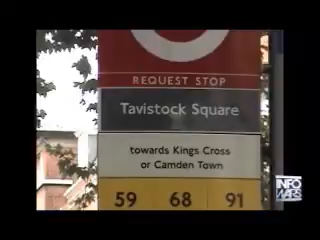 REQUEST STOP
Tavistock Square
towards Kings Cross
or Camden Town
59 68 91
INFO
WARS